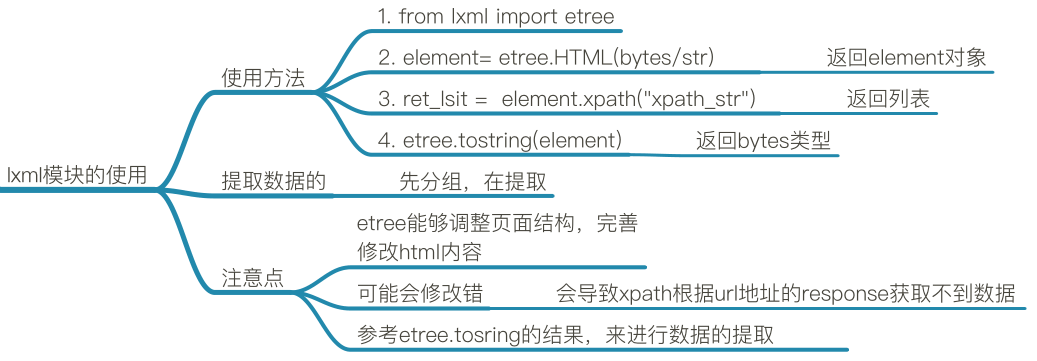 1. from lxml import etree
2. element= etree.HTML(bytes/str)
返回element对象
使用方法
3. ret_lsit =  element.xpath("xpath_str")
返回列表
4. etree.tostring(element)
返回bytes类型
lxml模块的使用
提取数据的
先分组，在提取
etree能够调整页面结构，完善
修改html内容
注意点
可能会修改错
会导致xpath根据url地址的response获取不到数据
参考etree.tosring的结果，来进行数据的提取